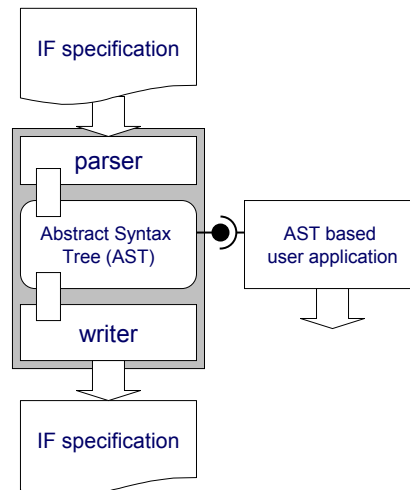 IF specification
parser
Abstract Syntax
Tree (AST)
AST based
user application
writer
IF specification